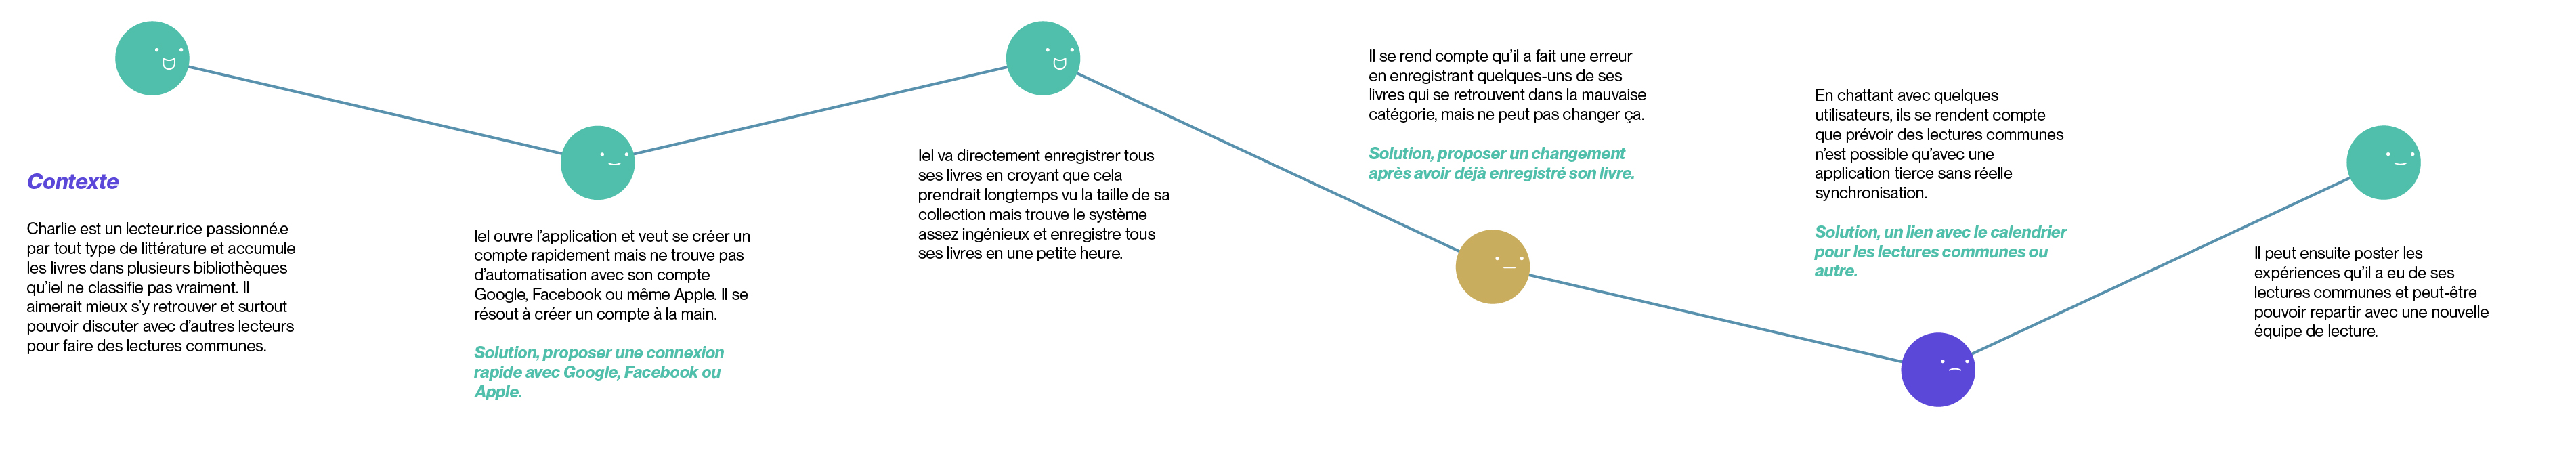 Contexte
Charlie est un lecteur.rice passionné.e
par tout type de littérature et accumule
les livres dans plusieurs bibliothèques
qu'iel ne classifie pas vraiment. Il
aimerait mieux s'y retrouver et surtout
pouvoir discuter avec d'autres lecteurs
pour faire des lectures communes.
Iel ouvre l'application et veut se créer un
compte rapidement mais ne trouve pas
d'automatisation avec son compte
Google, Facebook ou même Apple. Il se
résout à créer un compte à la main.
Solution, proposer une connexion
rapide avec Google, Facebook ou
Apple.
Iel va directement enregistrer tous
ses livres en croyant que cela
prendrait longtemps vu la taille de sa
collection mais trouve le système
assez ingénieux et enregistre tous
ses livres en une petite heure.
Il se rend compte qu'il a fait une erreur
en enregistrant quelques-uns de ses
livres qui se retrouvent dans la mauvaise
catégorie, mais ne peut pas changer ça.
Solution, proposer un changement
après avoir déjà enregistré son livre.
En chattant avec quelques
utilisateurs, ils se rendent compte
que prévoir des lectures communes
n'est possible qu'avec une
application tierce sans réelle
synchronisation.
Solution, un lien avec le calendrier
pour les lectures communes ou
autre.
Il peut ensuite poster les
expériences qu'il a eu de ses
lectures communes et peut-être
pouvoir repartir avec une nouvelle
équipe de lecture.